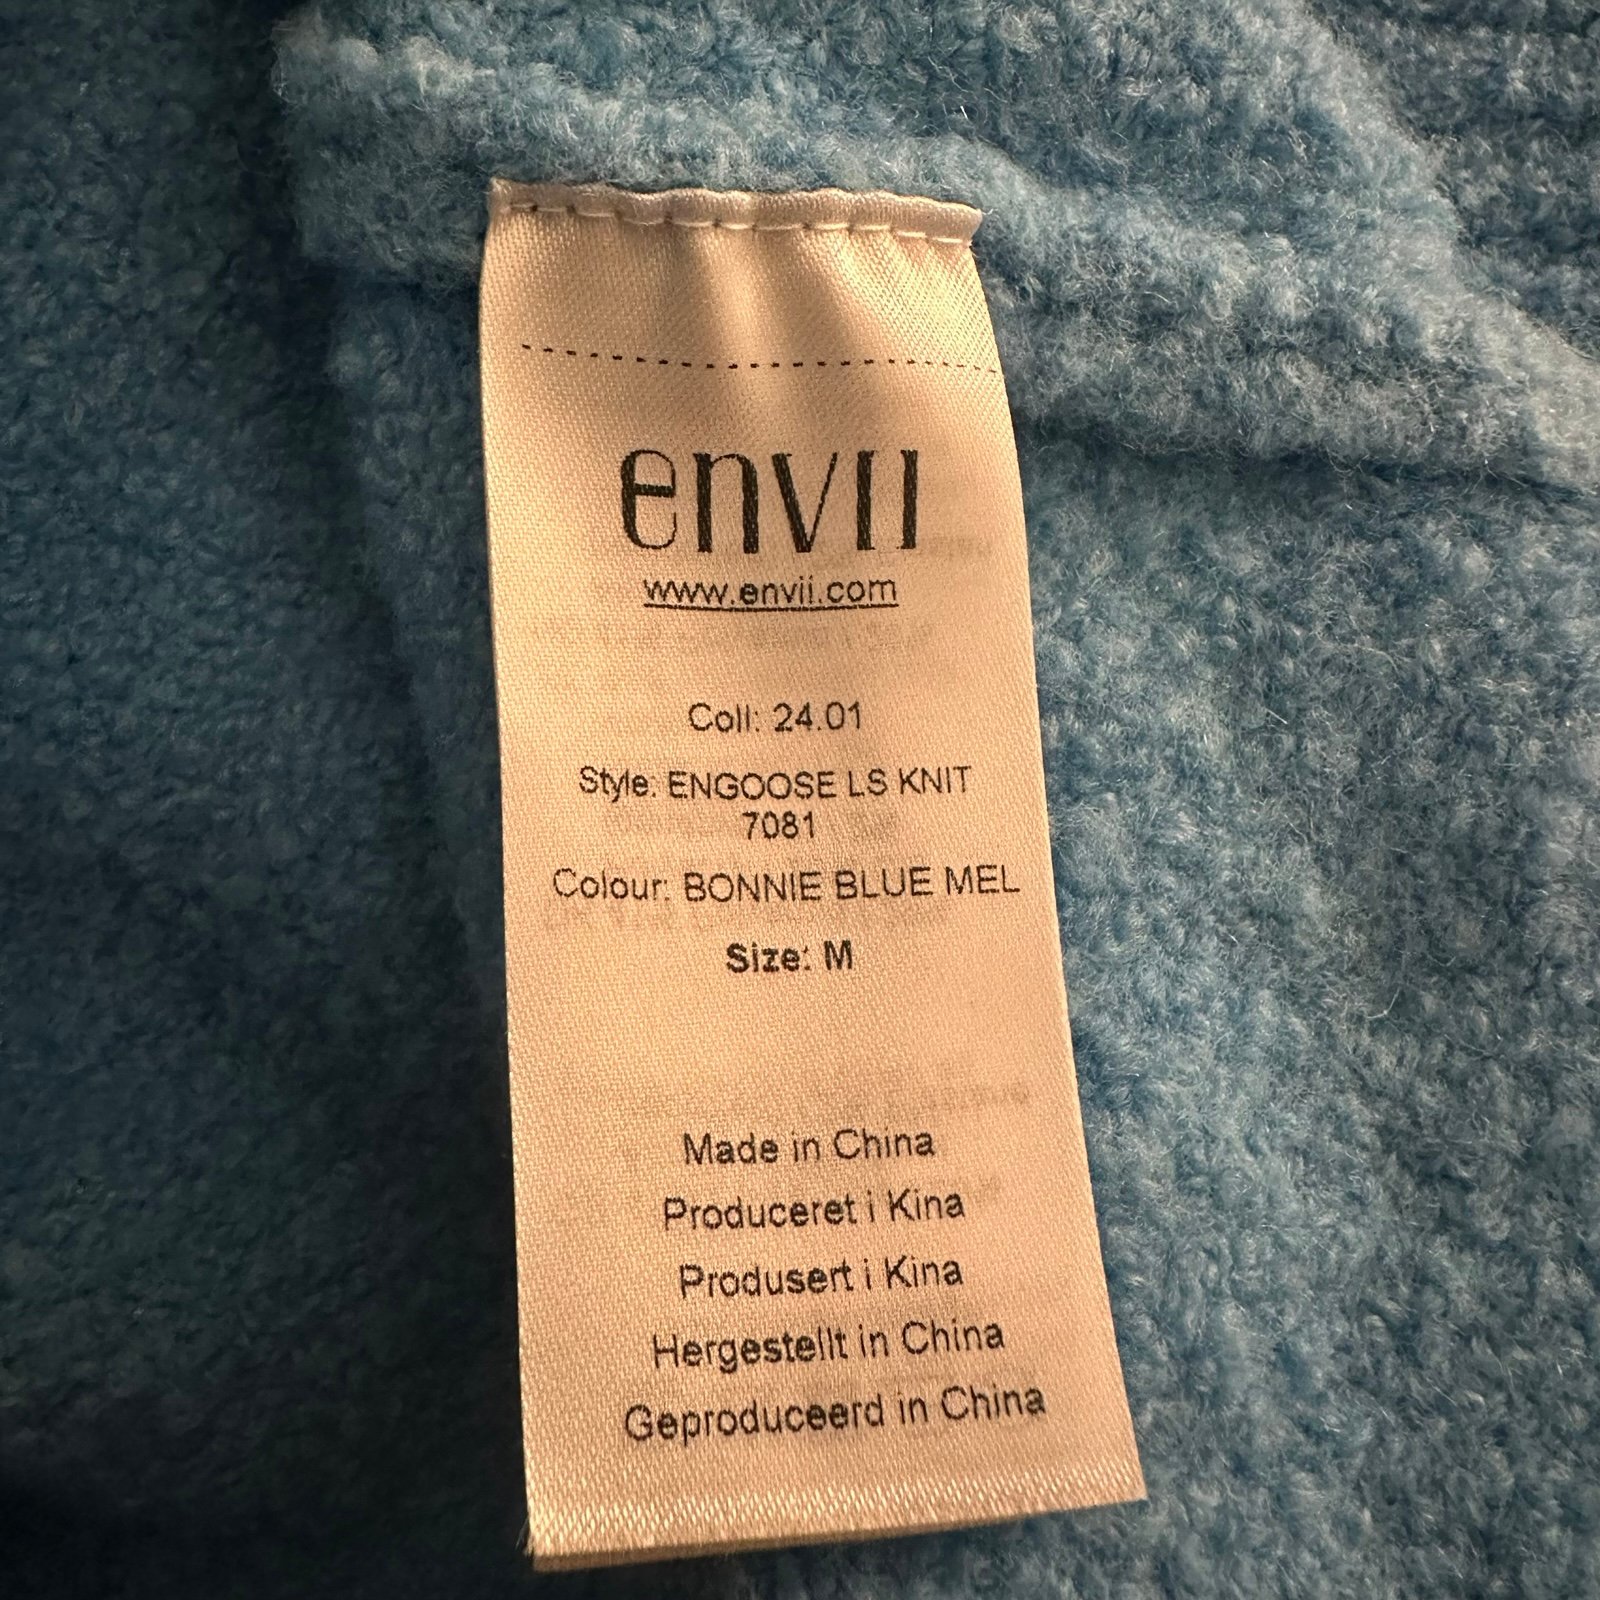 envii
www.envii.com
Coll: 24.01
Style: ENGOOSE LS KNIT
7081
Colour: BONNIE BLUE MEL
Size: M
Made in China
Produceret i Kina
Produsert i Kina
Hergestellt in China
Geproduceerd in China